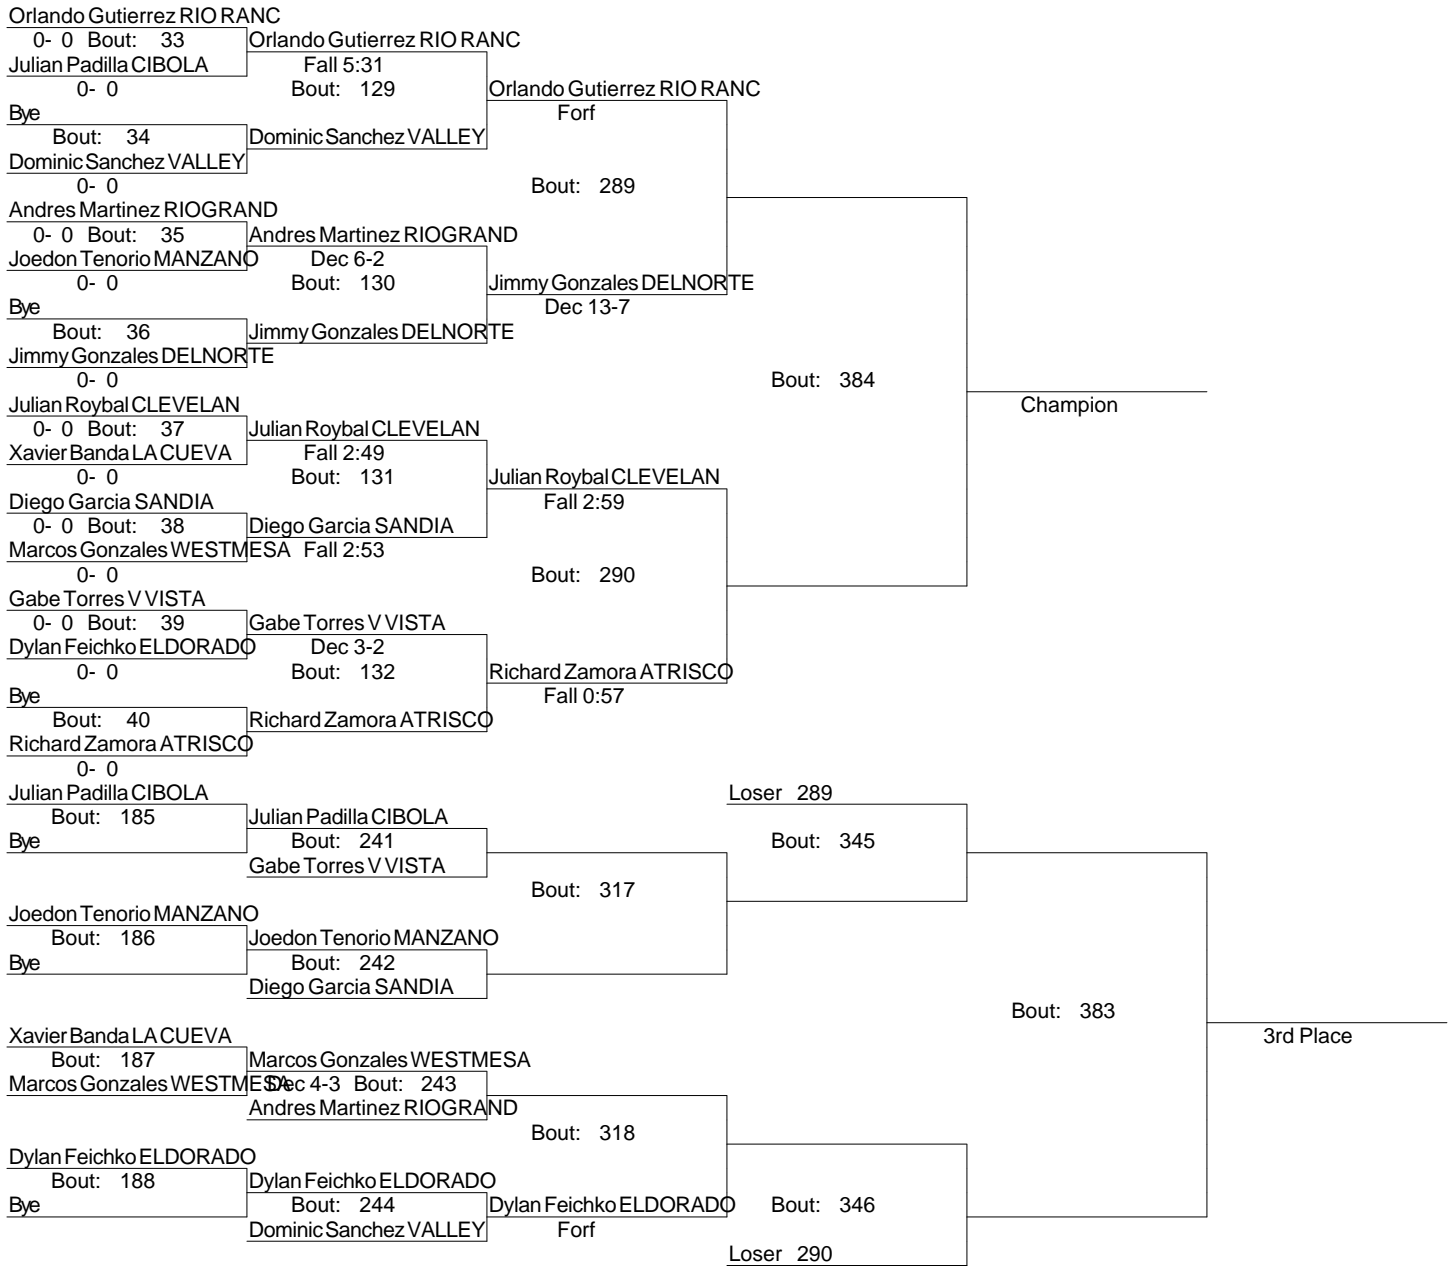 Orlando Gutierrez RIO RANC
0- 0 Bout: 33 Orlando Gutierrez RIO RANC
Julian Padilla CIBOLA Fall 5:31
0- 0 Bout: 129 Orlando Gutierrez RIO RANC
Bye Forf
Bout: 34 Dominic Sanchez VALLEY
Dominic Sanchez VALLEY
0- 0 Bout: 289
Andres Martinez RIOGRAND
0- 0 Bout: 35 Andres Martinez RIOGRAND
Joedon Tenorio MANZANO Dec 6-2
0- 0 Bout: 130 Jimmy Gonzales DELNORTE
Bye Dec 13-7
Bout: 36 Jimmy Gonzales DELNORTE
Jimmy Gonzales DELNORTE
0- 0 Bout: 384
Julian Roybal CLEVELAN Champion
0- 0 Bout: 37 Julian Roybal CLEVELAN
Xavier Banda LA CUEVA Fall 2:49
0- 0 Bout: 131 Julian Roybal CLEVELAN
Diego Garcia SANDIA Fall 2:59
0- 0 Bout: 38 Diego Garcia SANDIA
Marcos Gonzales WESTMESA Fall 2:53
0- 0 Bout: 290
Gabe Torres V VISTA
0- 0 Bout: 39 Gabe Torres V VISTA
Dylan Feichko ELDORADO Dec 3-2
0- 0 Bout: 132 Richard Zamora ATRISCO
Bye Fall 0:57
Bout: 40 Richard Zamora ATRISCO
Richard Zamora ATRISCO
0- 0
Julian Padilla CIBOLA Loser 289
Bout: 185 Julian Padilla CIBOLA
Bye Bout: 241 Bout: 345
Gabe Torres V VISTA
Bout: 317
Joedon Tenorio MANZANO
Bout: 186 Joedon Tenorio MANZANO
Bye Bout: 242
Diego Garcia SANDIA
Bout: 383
Xavier Banda LA CUEVA 3rd Place
Bout: 187 Marcos Gonzales WESTMESA
Marcos Gonzales WESTMESA Dec 4-3 Bout: 243
Andres Martinez RIOGRAND
Bout: 318
Dylan Feichko ELDORADO
Bout: 188 Dylan Feichko ELDORADO
Bye Bout: 244 Dylan Feichko ELDORADO Bout: 346
Dominic Sanchez VALLEY Forf
Loser 290